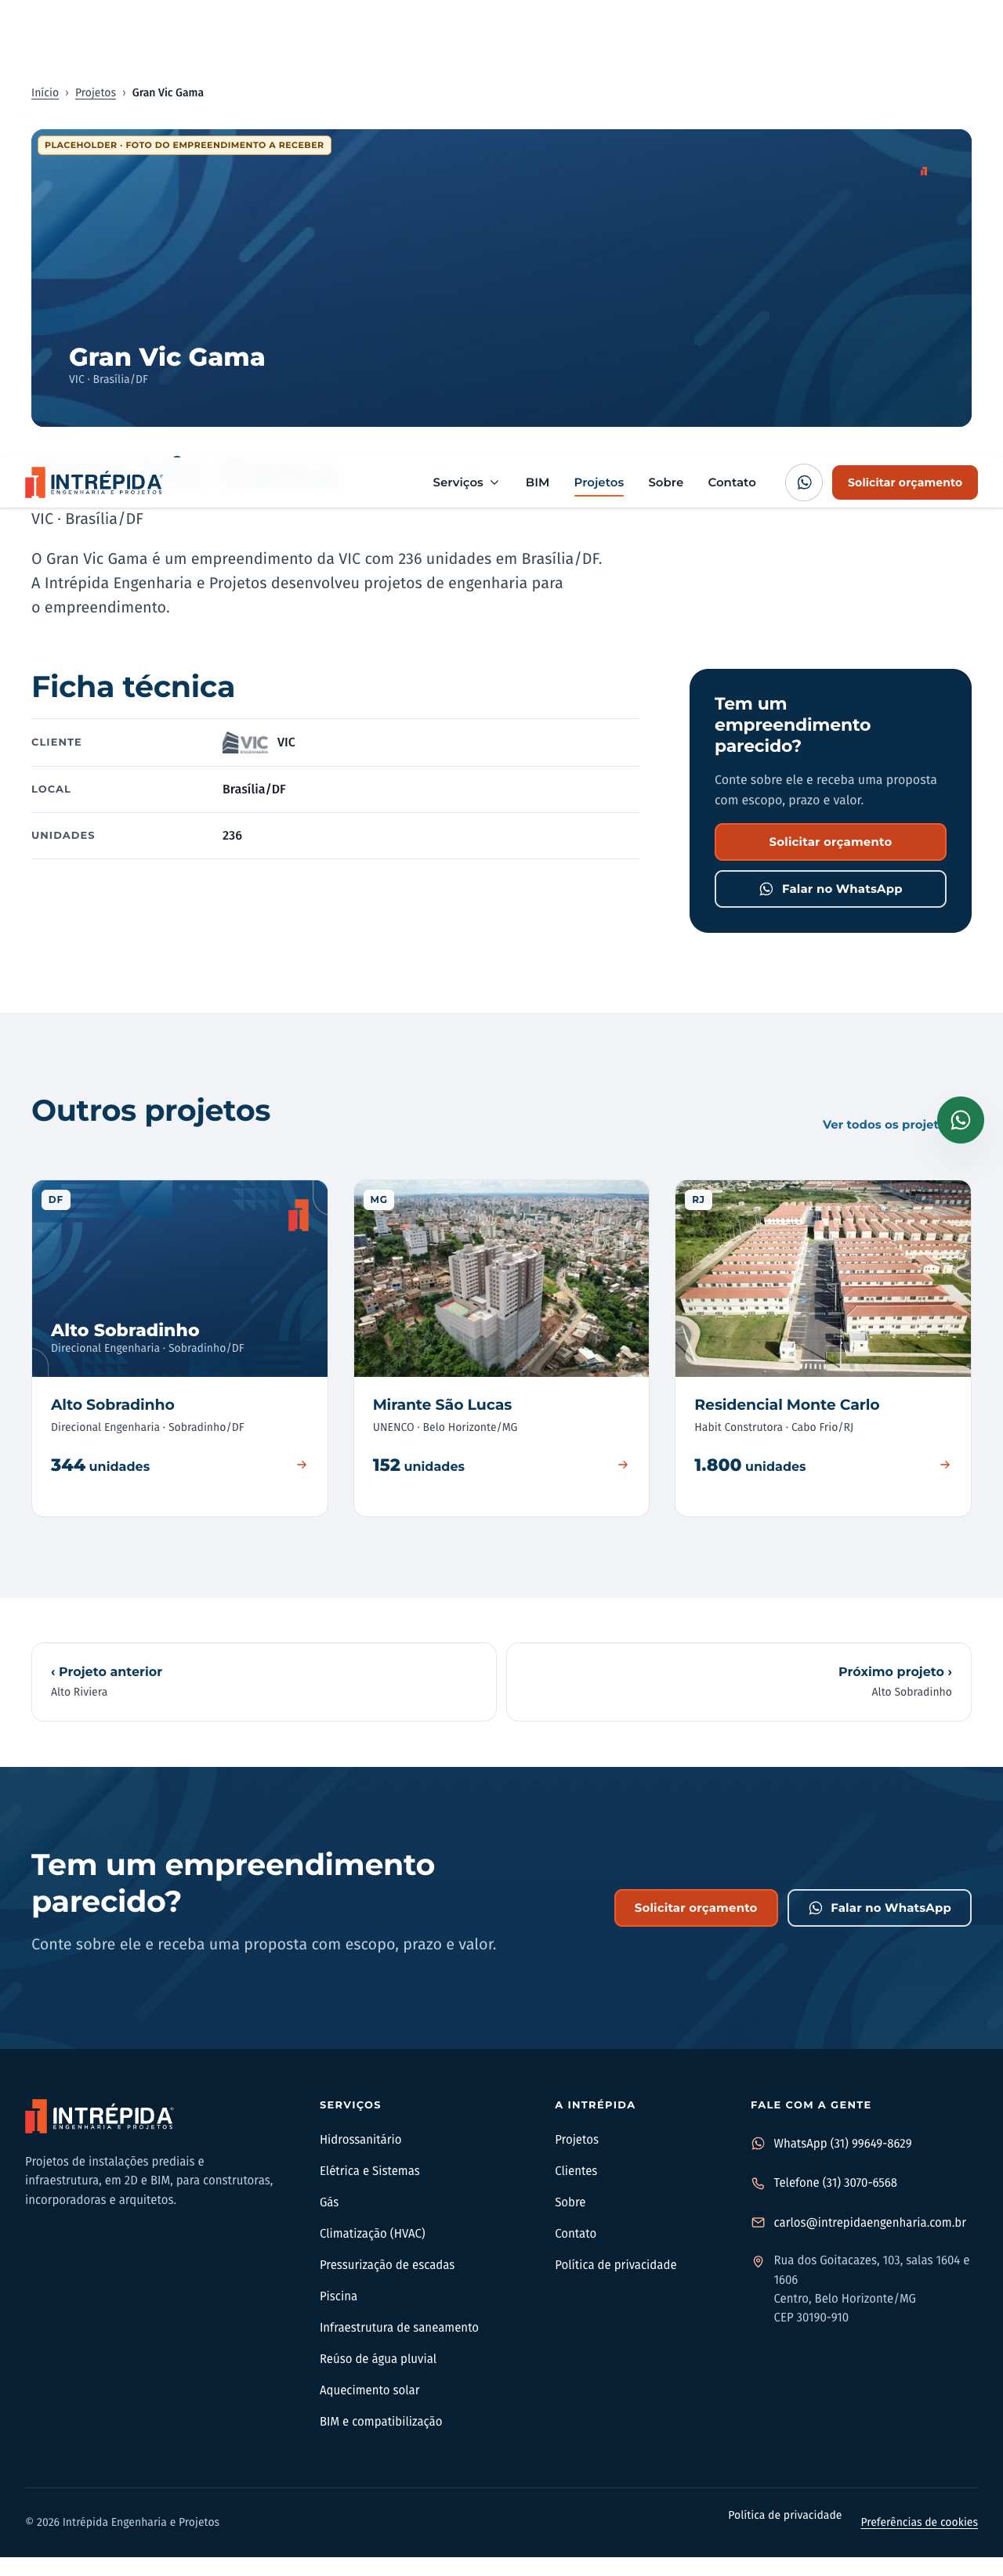 Início › Projetos › Gran Vic Gama
PLACEHOLDER · FOTO DO EMPREENDIMENTO A RECEBER
Gran Vic Gama
VIC · Brasília/DF
INTRÉPIDA
ENGENHARIA E PROJETOS
Serviços
BIM
Projetos
Sobre
Contato
Solicitar orçamento
VIC · Brasília/DF
O Gran Vic Gama é um empreendimento da VIC com 236 unidades em Brasília/DF.
A Intrépida Engenharia e Projetos desenvolveu projetos de engenharia para
o empreendimento.
Ficha técnica
CLIENTE
VIC
VIC
LOCAL
Brasília/DF
UNIDADES
236
Tem um
empreendimento
parecido?
Conte sobre ele e receba uma proposta
com escopo, prazo e valor.
Solicitar orçamento
Falar no WhatsApp
Outros projetos
Ver todos os projet
DF
Alto Sobradinho
Direcional Engenharia · Sobradinho/DF
Alto Sobradinho
Direcional Engenharia · Sobradinho/DF
344 unidades
MG
Mirante São Lucas
UNENCO · Belo Horizonte/MG
152 unidades
RJ
Residencial Monte Carlo
Habit Construtora · Cabo Frio/RJ
1.800 unidades
‹ Projeto anterior
Alto Riviera
Próximo projeto ›
Alto Sobradinho
Tem um empreendimento
parecido?
Conte sobre ele e receba uma proposta com escopo, prazo e valor.
Solicitar orçamento
Falar no WhatsApp
INTRÉPIDA
ENGENHARIA E PROJETOS
Projetos de instalações prediais e
infraestrutura, em 2D e BIM, para construtoras,
incorporadoras e arquitetos.
SERVIÇOS
Hidrossanitário
Elétrica e Sistemas
Gás
Climatização (HVAC)
Pressurização de escadas
Piscina
Infraestrutura de saneamento
Reúso de água pluvial
Aquecimento solar
BIM e compatibilização
A INTRÉPIDA
Projetos
Clientes
Sobre
Contato
Política de privacidade
FALE COM A GENTE
WhatsApp (31) 99649-8629
Telefone (31) 3070-6568
carlos@intrepidaengenharia.com.br
Rua dos Goitacazes, 103, salas 1604 e
1606
Centro, Belo Horizonte/MG
CEP 30190-910
© 2026 Intrépida Engenharia e Projetos
Política de privacidade
Preferências de cookies